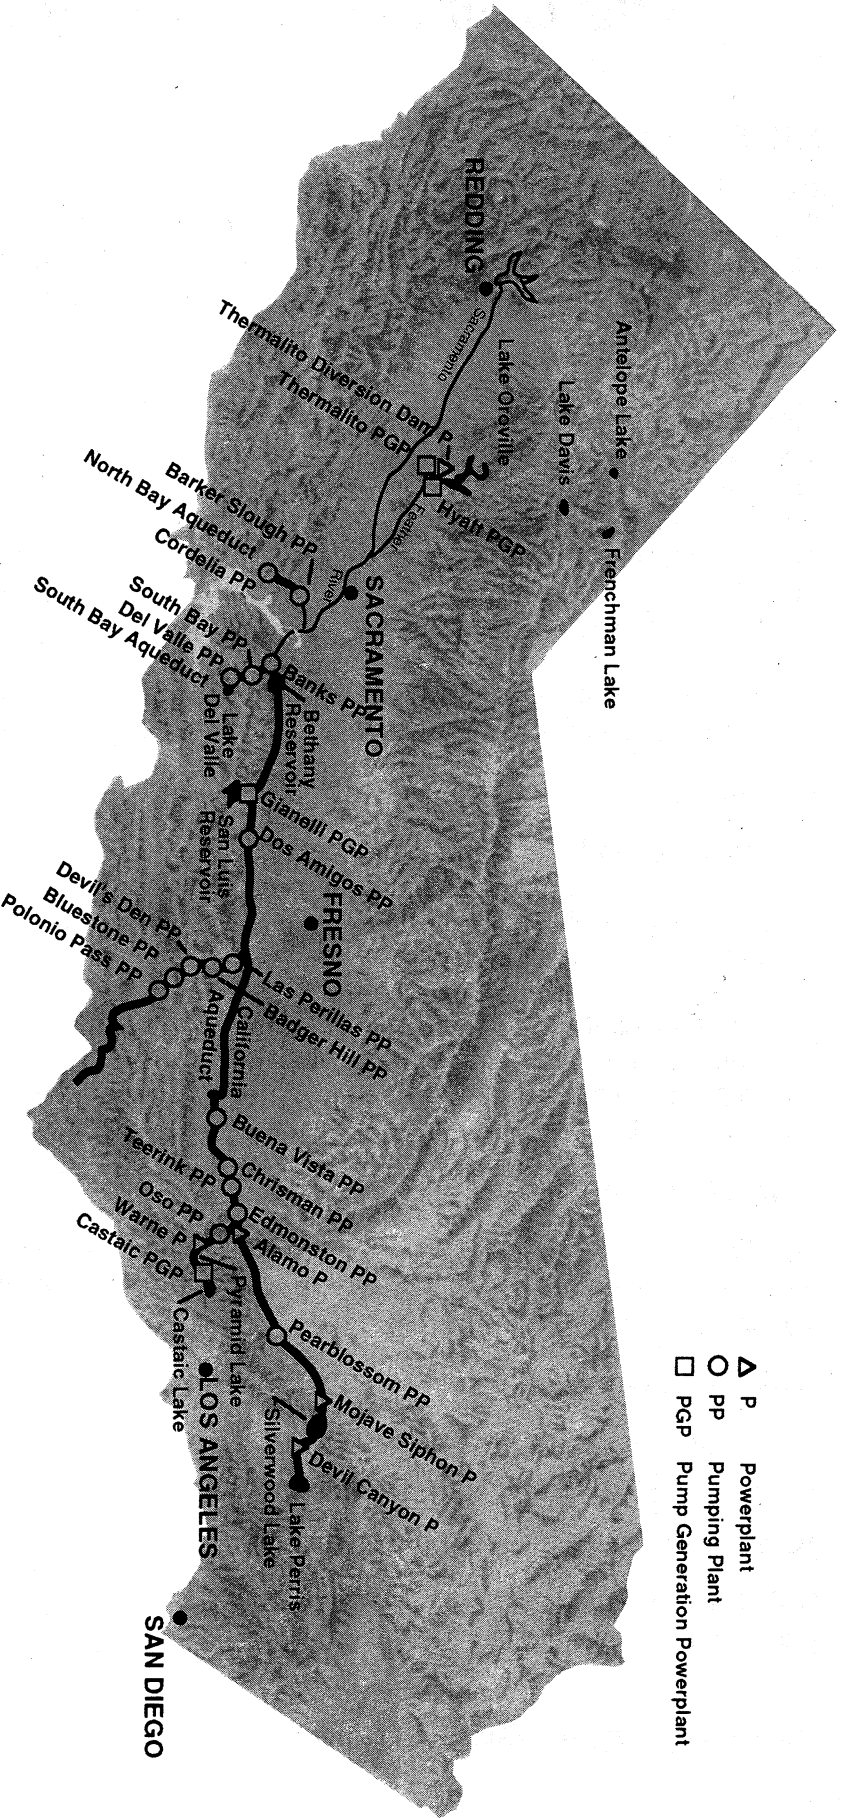 REDDING
Sacramento
Antelope Lake
Lake Oroville
Lake Davis
Thermalito Diversion Dam P
Thermalito PGP
Hyatt PGP
Feather
Frenchman Lake
Barker Slough PP
North Bay Aqueduct
Cordelia PP
River
SACRAMENTO
South Bay PP
Del Valle PP
South Bay Aqueduct
Banks PP
Bethany
Reservoir
Lake
Del Valle
Gianelli PGP
San Luis
Reservoir
Dos Amigos PP
FRESNO
Devil's Den PP
Bluestone PP
Polonio Pass PP
Las Perillas PP
Badger Hill PP
California
Aqueduct
Buena Vista PP
Teerink PP
Chrisman PP
Edmonston PP
Oso PP
Alamo P
Warne P
Castaic PGP
Pyramid Lake
Castaic Lake
Pearblossom PP
LOS ANGELES
Mojave Siphon P
Silverwood Lake
Devil Canyon P
Lake Perris
SAN DIEGO
P Powerplant
PP Pumping Plant
PGP Pump Generation Powerplant